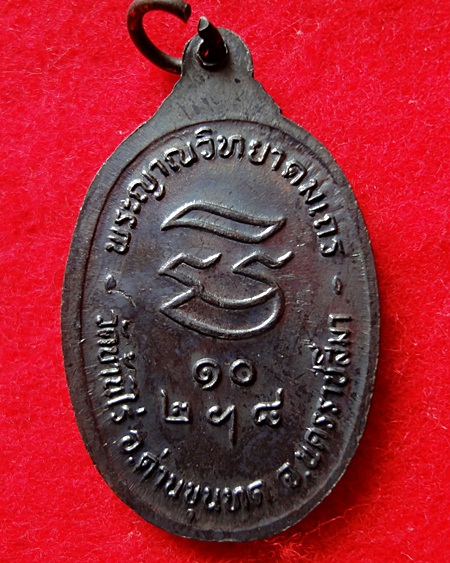 พระญาณวิทยาคมเถร
๑๐
๒ ๘
วัดบ้านไร่ อ.ด่านขุนทด จ.นครราชสีมา